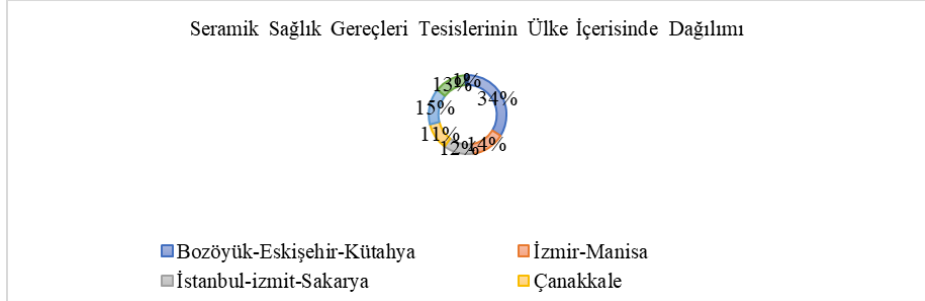 Seramik Sağlık Gereçleri Tesislerinin Ülke İçerisinde Dağılımı
13% 1%
34%
15%
11%
12% 14%
Bozöyük-Eskişehir-Kütahya İzmir-Manisa
İstanbul-izmit-Sakarya Çanakkale